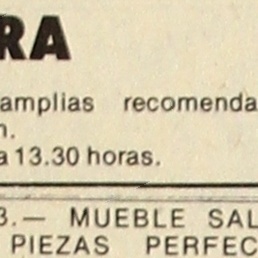 RA
amplias recomenda
n.
a 13.30 horas.
3.— MUEBLE SAL
PIEZAS PERFEC